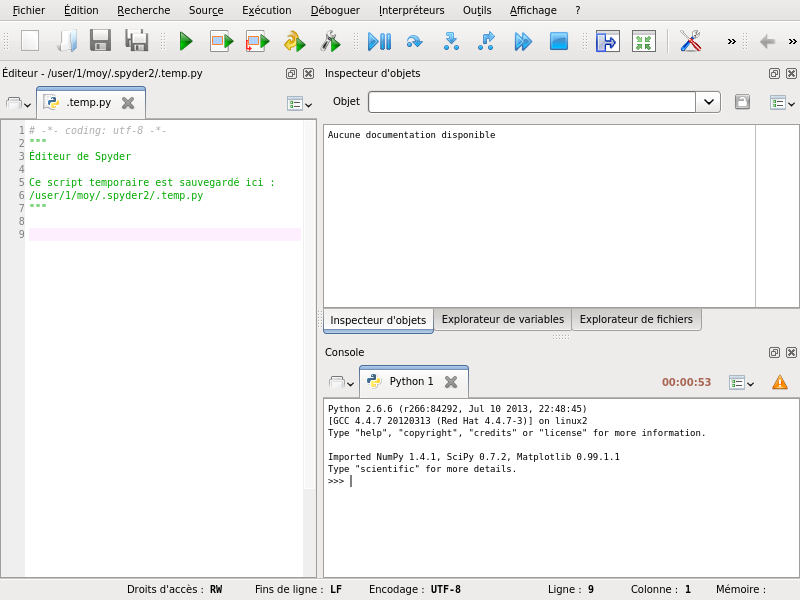 Fichier Édition Recherche Source Exécution Déboguer Interpréteurs Outils Affichage ?
»
»
Éditeur - /user/1/moy/.spyder2/.temp.py
.temp.py
1 # -*- coding: utf-8 -*-
2 """
3 Éditeur de Spyder
4
5 Ce script temporaire est sauvegardé ici :
6 /user/1/moy/.spyder2/.temp.py
7 """
8
9
Inspecteur d'objets
Objet
Aucune documentation disponible
Inspecteur d'objets Explorateur de variables Explorateur de fichiers
Console
Python 1 00:00:53
Python 2.6.6 (r266:84292, Jul 10 2013, 22:48:45)
[GCC 4.4.7 20120313 (Red Hat 4.4.7-3)] on linux2
Type "help", "copyright", "credits" or "license" for more information.
Imported NumPy 1.4.1, SciPy 0.7.2, Matplotlib 0.99.1.1
Type "scientific" for more details.
>>>
Droits d'accès : RW Fins de ligne : LF Encodage : UTF-8 Ligne : 9 Colonne : 1 Mémoire :